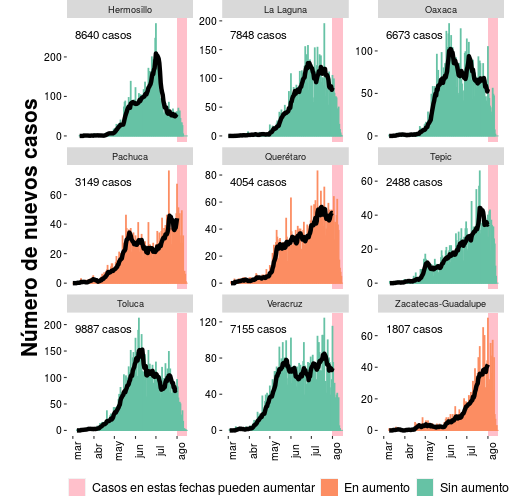 Número de nuevos casos
Hermosillo
La Laguna
Oaxaca
8640 casos
7848 casos
6673 casos
200
100
0
200
150
100
50
0
100
50
0
Pachuca
Querétaro
Tepic
3149 casos
4054 casos
2488 casos
60
40
20
0
80
60
40
20
0
60
40
20
0
Toluca
Veracruz
Zacatecas-Guadalupe
9887 casos
7155 casos
1807 casos
200
150
100
50
0
120
80
40
0
60
40
20
0
mar abr may jun jul ago
mar abr may jun jul ago
mar abr may jun jul ago
Casos en estas fechas pueden aumentar
En aumento
Sin aumento